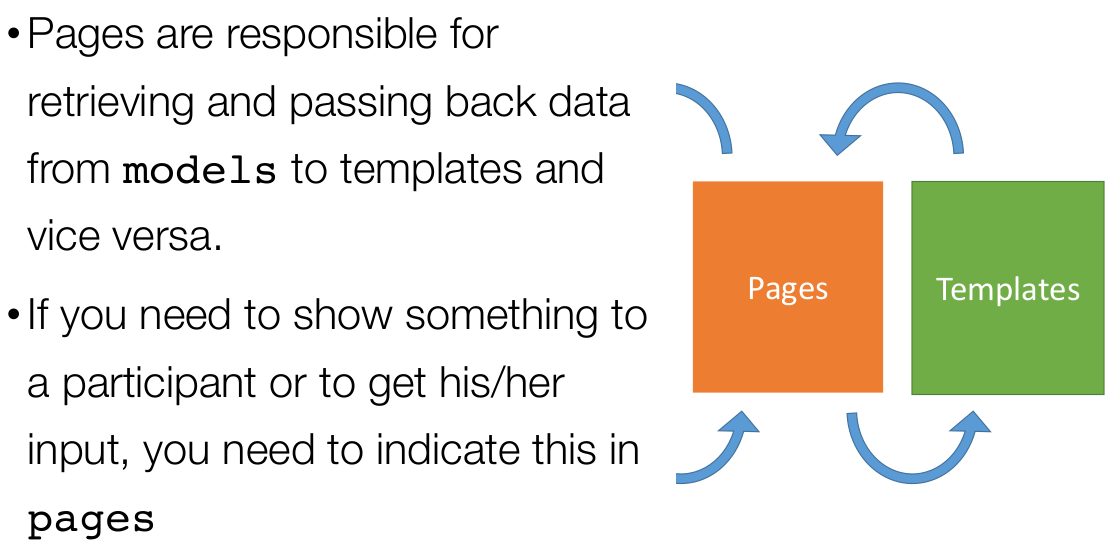 •Pages are responsible for
retrieving and passing back data
from models to templates and
vice versa.
•If you need to show something to
a participant or to get his/her
input, you need to indicate this in
pages
Pages
Templates